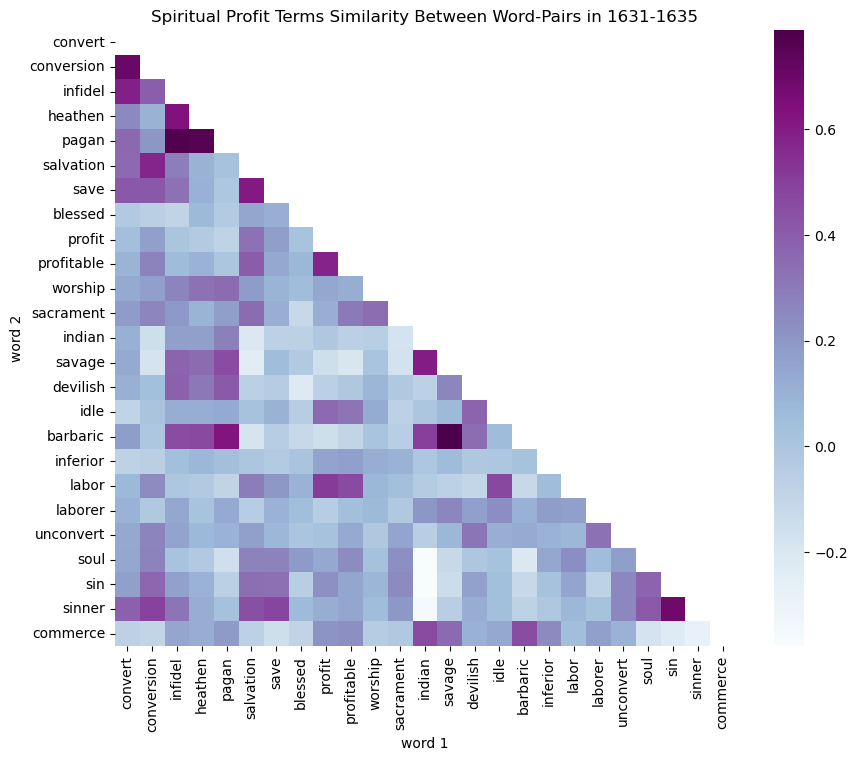 Spiritual Profit Terms Similarity Between Word-Pairs in 1631-1635
convert
conversion
infidel
heathen
pagan
salvation
save
blessed
profit
profitable
worship
sacrament
indian
savage
devilish
idle
barbaric
inferior
labor
laborer
unconvert
soul
sin
sinner
commerce
word 2
convert
conversion
infidel
heathen
pagan
salvation
save
blessed
profit
profitable
worship
sacrament
indian
savage
devilish
idle
barbaric
inferior
labor
laborer
unconvert
soul
sin
sinner
commerce
word 1
0.6
0.4
0.2
0.0
−0.2